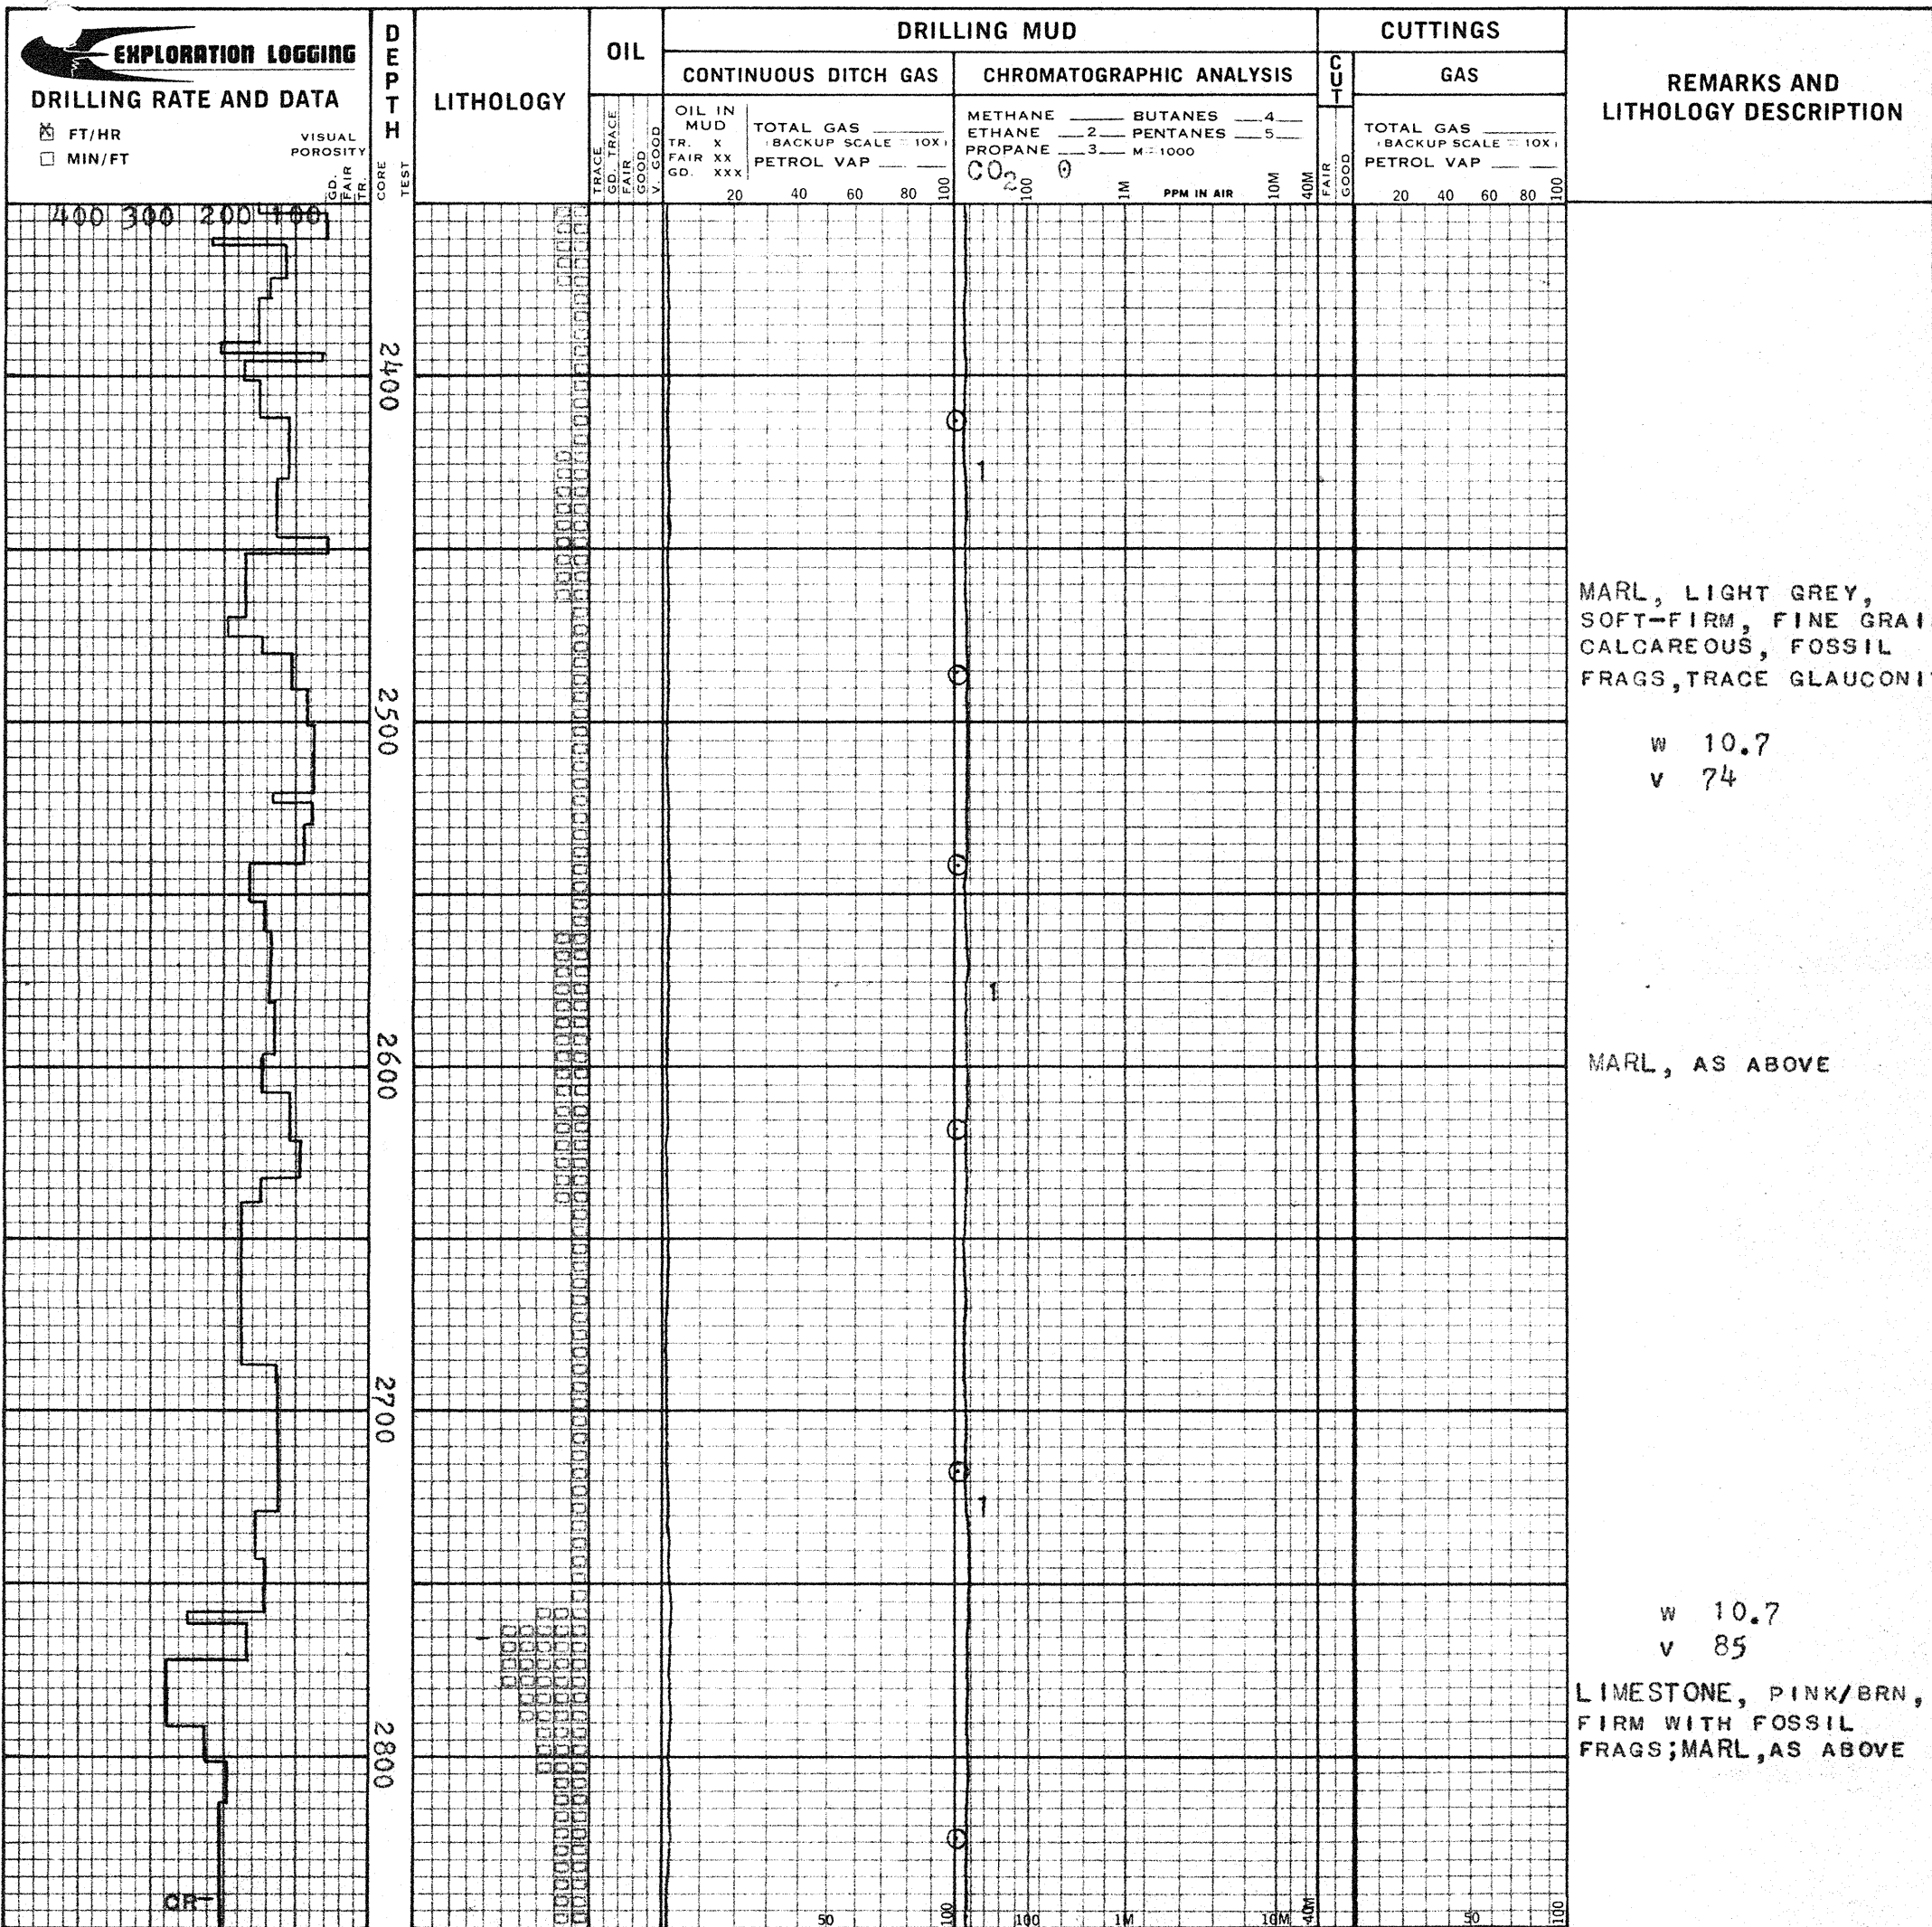 EXPLORATION LOGGING
DRILLING RATE AND DATA
FT/HR
MIN/FT
VISUAL
POROSITY
GD.
FAIR
TR.
DEPTH
CORE
TEST
LITHOLOGY
OIL
TRACE
GD. TRACE
FAIR
GOOD
V. GOOD
DRILLING MUD
CONTINUOUS DITCH GAS
OIL IN
MUD
TR. X
FAIR XX
GD. XXX
TOTAL GAS
(BACKUP SCALE = 10X)
PETROL VAP
20 40 60 80 100
CHROMATOGRAPHIC ANALYSIS
METHANE BUTANES 4
ETHANE 2 PENTANES 5
PROPANE 3 M=1000
CO2 ⊙
100 1M PPM IN AIR 10M 40M
CUTTINGS
CUT
FAIR
GOOD
GAS
TOTAL GAS
(BACKUP SCALE = 10X)
PETROL VAP
20 40 60 80 100
REMARKS AND
LITHOLOGY DESCRIPTION
400 300 200 100
2400
1
MARL, LIGHT GREY,
SOFT-FIRM, FINE GRAI
CALCAREOUS, FOSSIL
FRAGS,TRACE GLAUCONI
2500
W 10.7
V 74
1
2600
MARL, AS ABOVE
2700
1
W 10.7
V 85
LIMESTONE, PINK/BRN,
FIRM WITH FOSSIL
FRAGS;MARL,AS ABOVE
2800
CR
50 100 100 1M 10M 40M 50 100